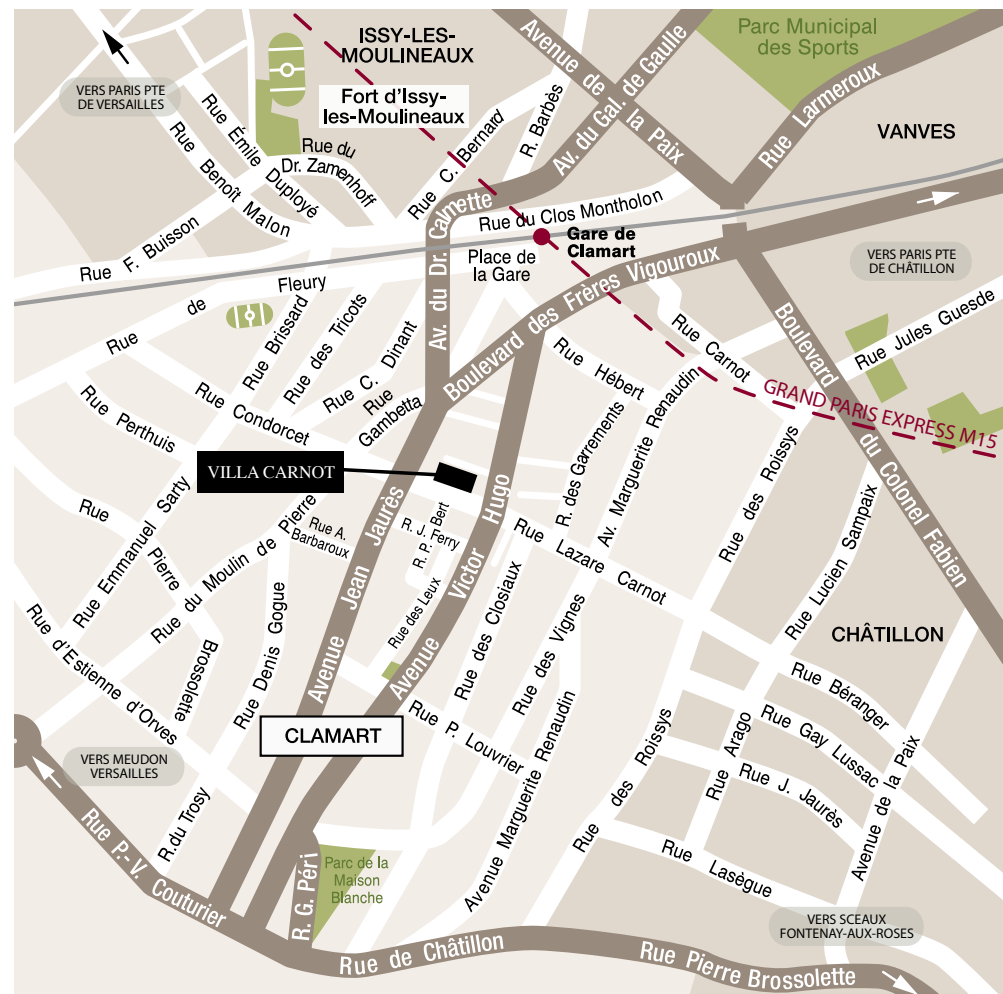 ISSY-LES-
MOULINEAUX
Parc Municipal
des Sports
VERS PARIS PTE
DE VERSAILLES
Fort d'Issy-
les-Moulineaux
Avenue de la Paix
Av. du Gal. de Gaulle
Rue Larmeroux
VANVES
Rue Émile Duployé
Rue Benoît Malon
Rue du
Dr. Zamenhoff
Rue C. Bernard
R. Barbès
Rue F. Buisson
Av. du Dr. Calmette
Rue du Clos Montholon
Gare de
Clamart
Place de
la Gare
VERS PARIS PTE
DE CHÂTILLON
Rue de Fleury
Boulevard des Frères Vigouroux
Rue Brissard
Rue des Tricots
Rue C. Dinant
Rue Gambetta
Rue Condorcet
Rue Perthuis
Rue Hébert
Rue Carnot
Rue Jules Guesde
GRAND PARIS EXPRESS M15
Boulevard du Colonel Fabien
VILLA CARNOT
R. des Garrements
Av. Marguerite Renaudin
Rue des Roissys
Rue Emmanuel Sarty
Rue du Moulin de Pierre
Rue A.
Barbaroux
R. J. Ferry
R. P. Bert
Avenue Jean Jaurès
Avenue Victor Hugo
Rue Lazare Carnot
Rue Lucien Sampaix
Rue Pierre Brossolette
Rue Denis Gogue
Rue des Leux
Rue des Closiaux
Rue des Vignes
CHÂTILLON
Rue d'Estienne d'Orves
Rue Béranger
Rue Gay Lussac
Rue Arago
Rue J. Jaurès
Avenue de la Paix
CLAMART
Rue P. Louvrier
Avenue Marguerite Renaudin
Rue des Roissys
VERS MEUDON
VERSAILLES
R.du Trosy
Rue P.-V. Couturier
R. G. Péri
Parc de la
Maison
Blanche
Rue Lasègue
VERS SCEAUX
FONTENAY-AUX-ROSES
Rue de Châtillon
Rue Pierre Brossolette